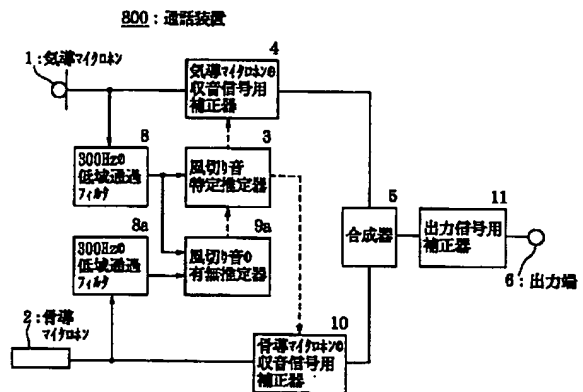 800：通話装置
1：気導マイクロホン
4
気導マイクロホンの
収音信号用
補正器
8
300Hzの
低域通過
フィルタ
3
風切り音
特定推定器
8a
300Hzの
低域通過
フィルタ
9a
風切り音の
有無推定器
5
合成器
11
出力信号用
補正器
6：出力端
2：骨導
マイクロホン
10
骨導マイクロホンの
収音信号用
補正器